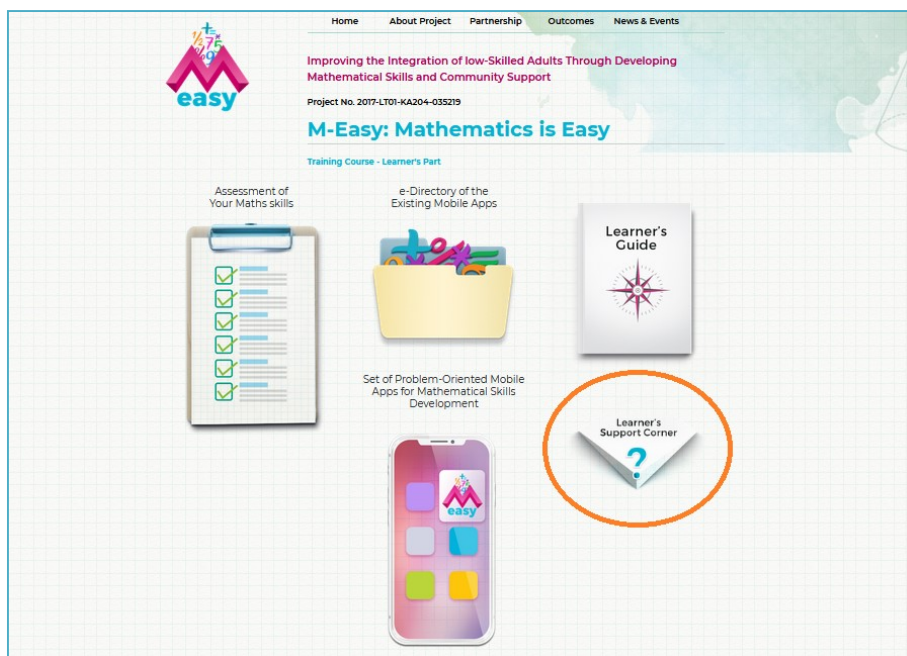 Home About Project Partnership Outcomes News & Events
easy
Improving the Integration of low-Skilled Adults Through Developing
Mathematical Skills and Community Support
Project No. 2017-LT01-KA204-035219
M-Easy: Mathematics is Easy
Training Course - Learner's Part
Assessment of
Your Maths skills
e-Directory of the
Existing Mobile Apps
Learner's
Guide
Set of Problem-Oriented Mobile
Apps for Mathematical Skills
Development
easy
Learner's
Support Corner
?